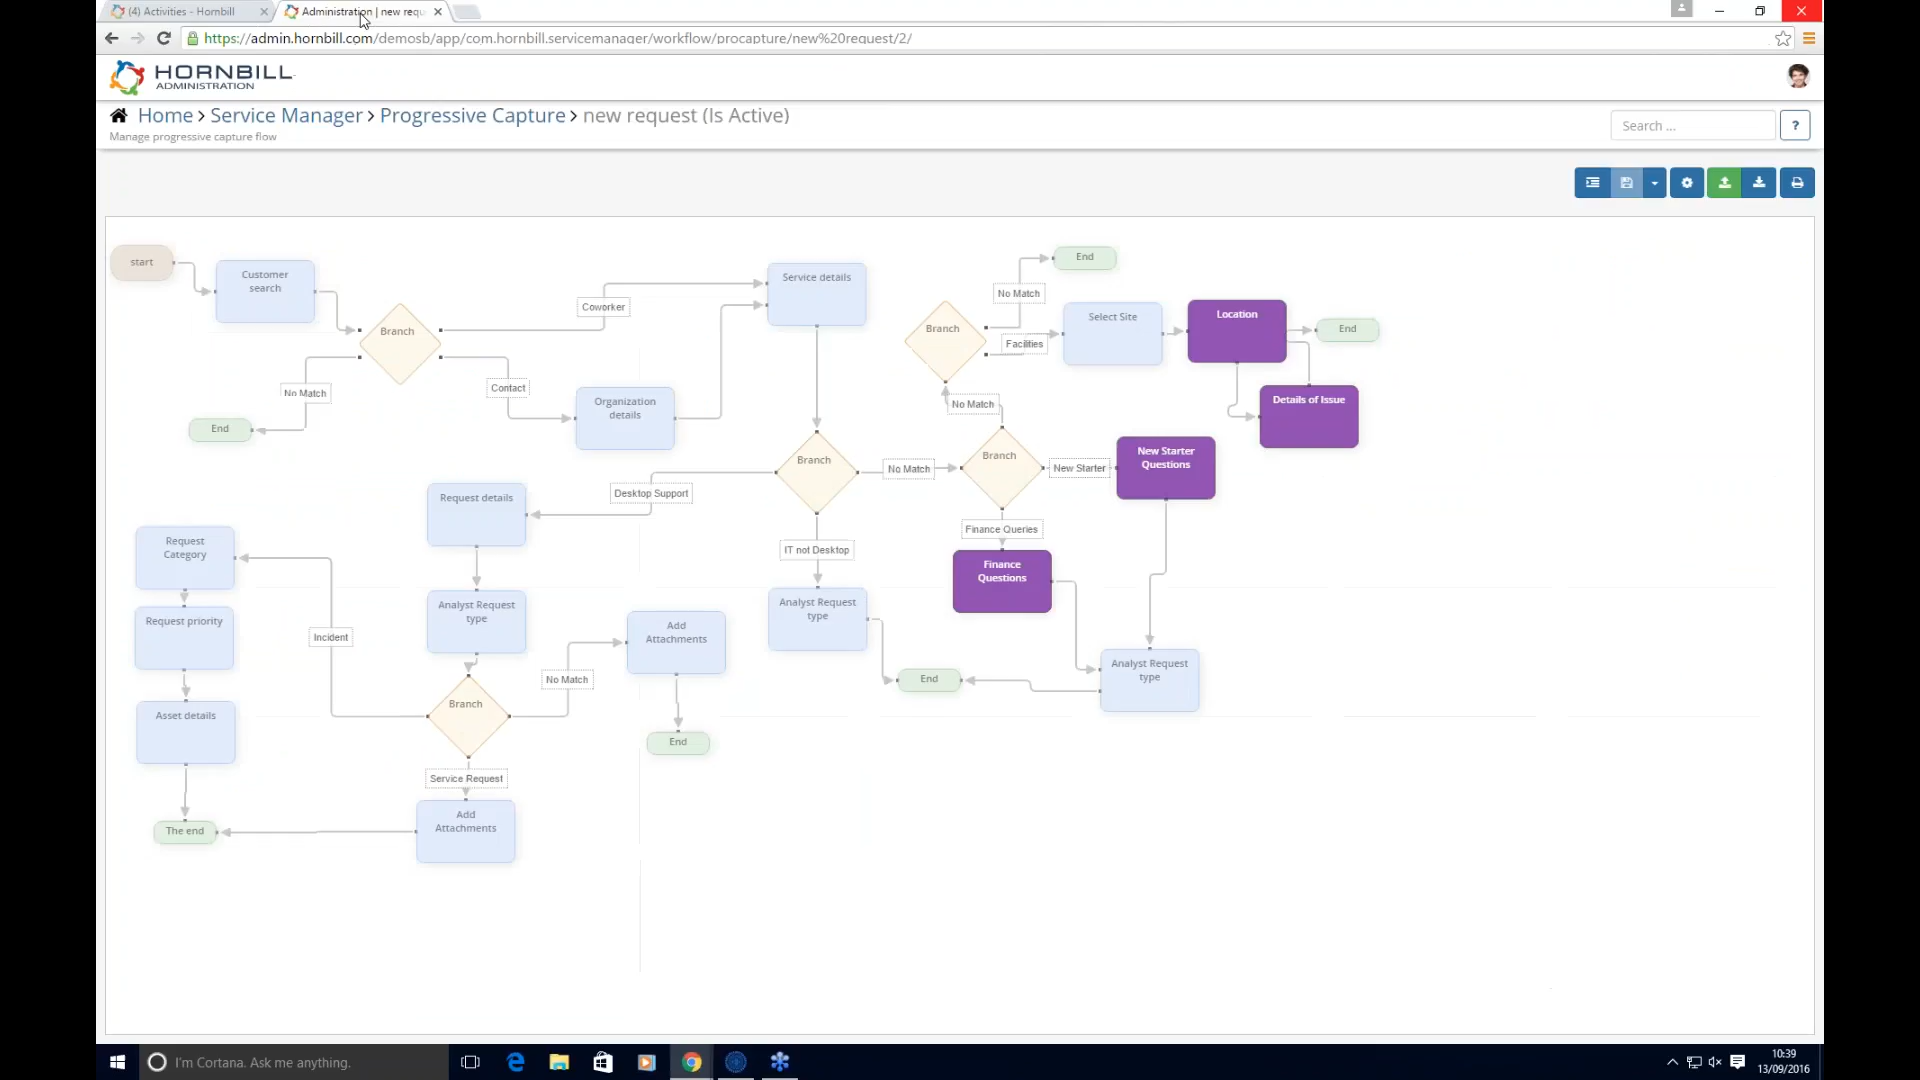 (4) Activities - Hornbill
Administration | new requ
https://admin.hornbill.com/demosb/app/com.hornbill.servicemanager/workflow/procapture/new%20request/2/
HORNBILL
ADMINISTRATION
Home > Service Manager > Progressive Capture > new request (Is Active)
Manage progressive capture flow
Search ...
?
start
Customer
search
Branch
No Match
End
Coworker
Contact
Organization
details
Service details
Branch
No Match
End
Facilities
Select Site
Location
End
Details of Issue
No Match
Branch
Desktop Support
No Match
Branch
New Starter
New Starter
Questions
Request details
IT not Desktop
Finance Queries
Finance
Questions
Request
Category
Request priority
Asset details
The end
Incident
Analyst Request
type
Branch
No Match
Add
Attachments
End
Service Request
Add
Attachments
Analyst Request
type
End
Analyst Request
type
I'm Cortana. Ask me anything.
10:39
13/09/2016